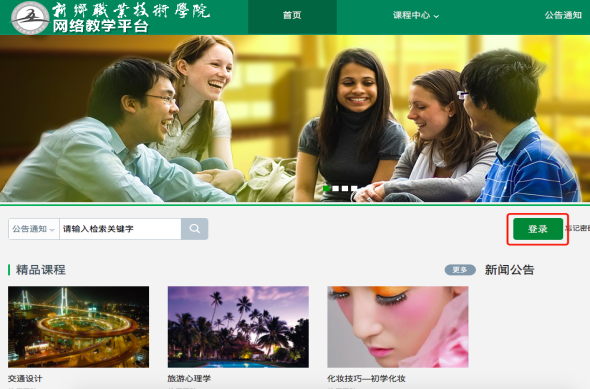 新鄉職業技術學院
网络教学平台
首页
课程中心
公告通知
公告通知
请输入检索关键字
登录
忘记密码
精品课程
更多
新闻公告
交通设计
旅游心理学
化妆技巧—初学化妆